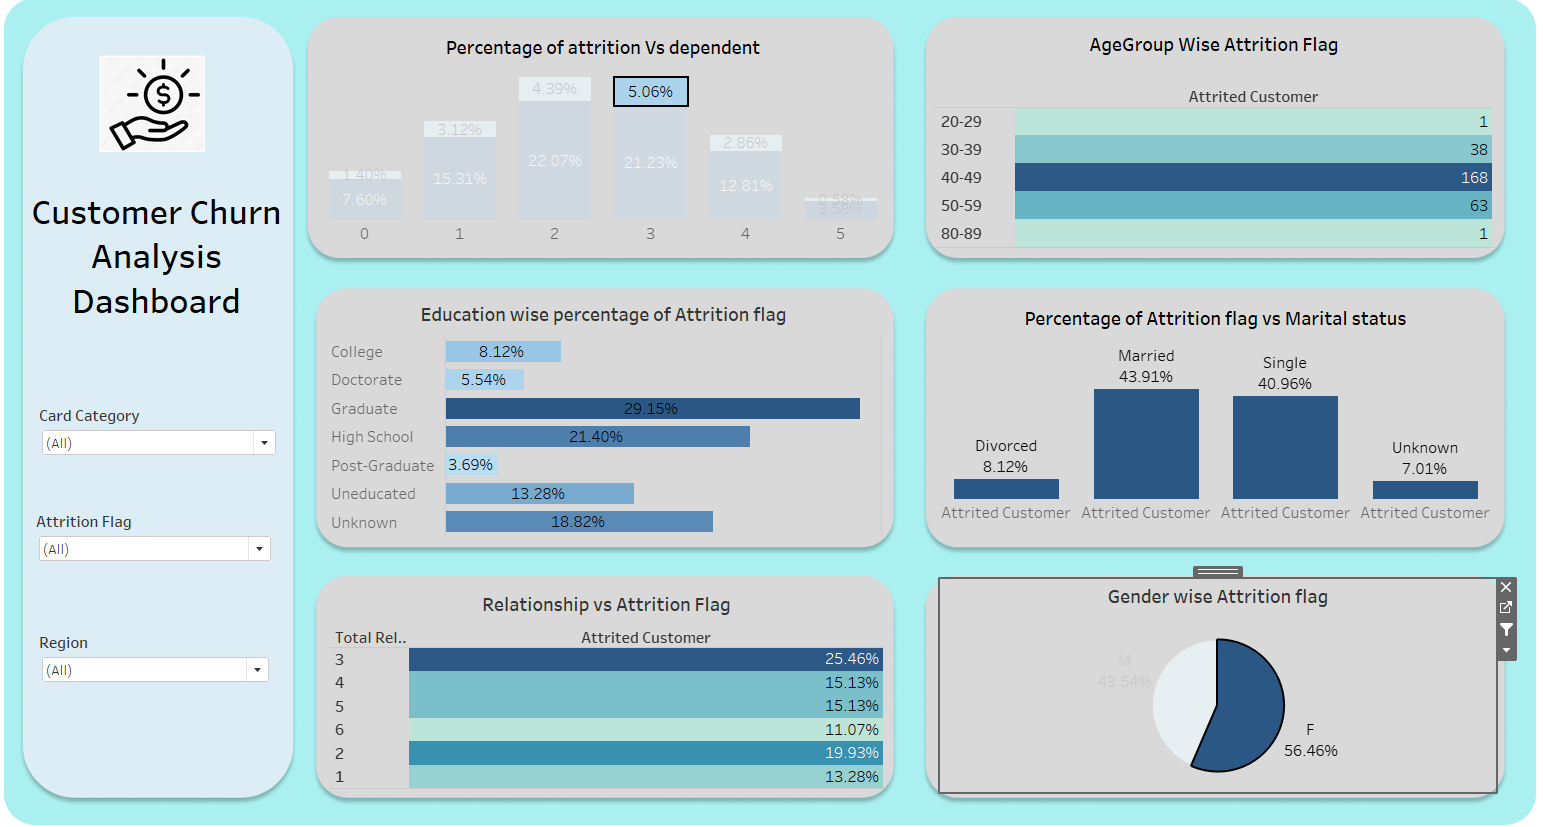 Customer Churn
Analysis
Dashboard
Card Category
(All)
Attrition Flag
(All)
Region
(All)
Percentage of attrition Vs dependent
1.40%
7.60%
3.12%
15.31%
4.39%
22.07%
5.06%
21.23%
2.86%
12.81%
0.58%
3.58%
0 1 2 3 4 5
AgeGroup Wise Attrition Flag
Attrited Customer
20-29 1
30-39 38
40-49 168
50-59 63
80-89 1
Education wise percentage of Attrition flag
College 8.12%
Doctorate 5.54%
Graduate 29.15%
High School 21.40%
Post-Graduate 3.69%
Uneducated 13.28%
Unknown 18.82%
Percentage of Attrition flag vs Marital status
Divorced
8.12%
Married
43.91%
Single
40.96%
Unknown
7.01%
Attrited Customer Attrited Customer Attrited Customer Attrited Customer
Relationship vs Attrition Flag
Total Rel.. Attrited Customer
3 25.46%
4 15.13%
5 15.13%
6 11.07%
2 19.93%
1 13.28%
Gender wise Attrition flag
M
43.54%
F
56.46%
$